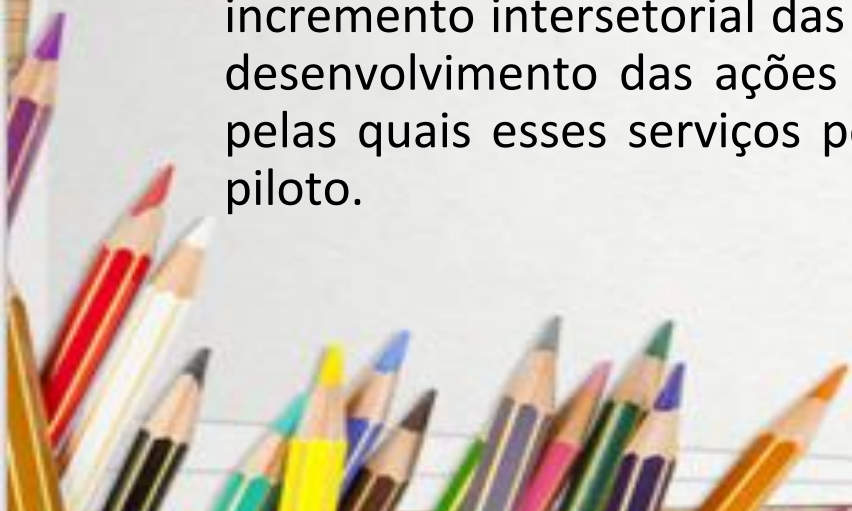 incremento intersetorial das
desenvolvimento das ações
pelas quais esses serviços
piloto.